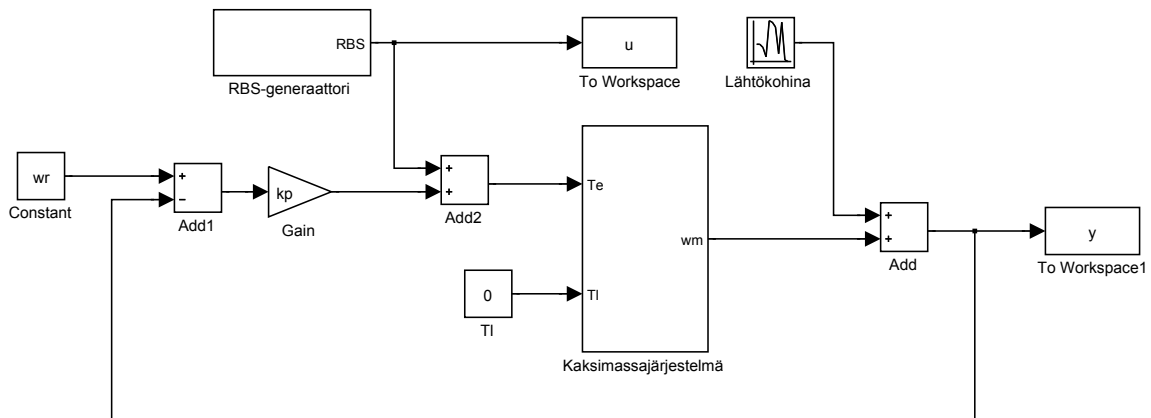 RBS
RBS-generaattori
u
To Workspace
Lähtökohina
wr
Constant
+
−
Add1
kp
Gain
+
+
Add2
0
Tl
Te
Tl
wm
Kaksimassajärjestelmä
+
+
Add
y
To Workspace1